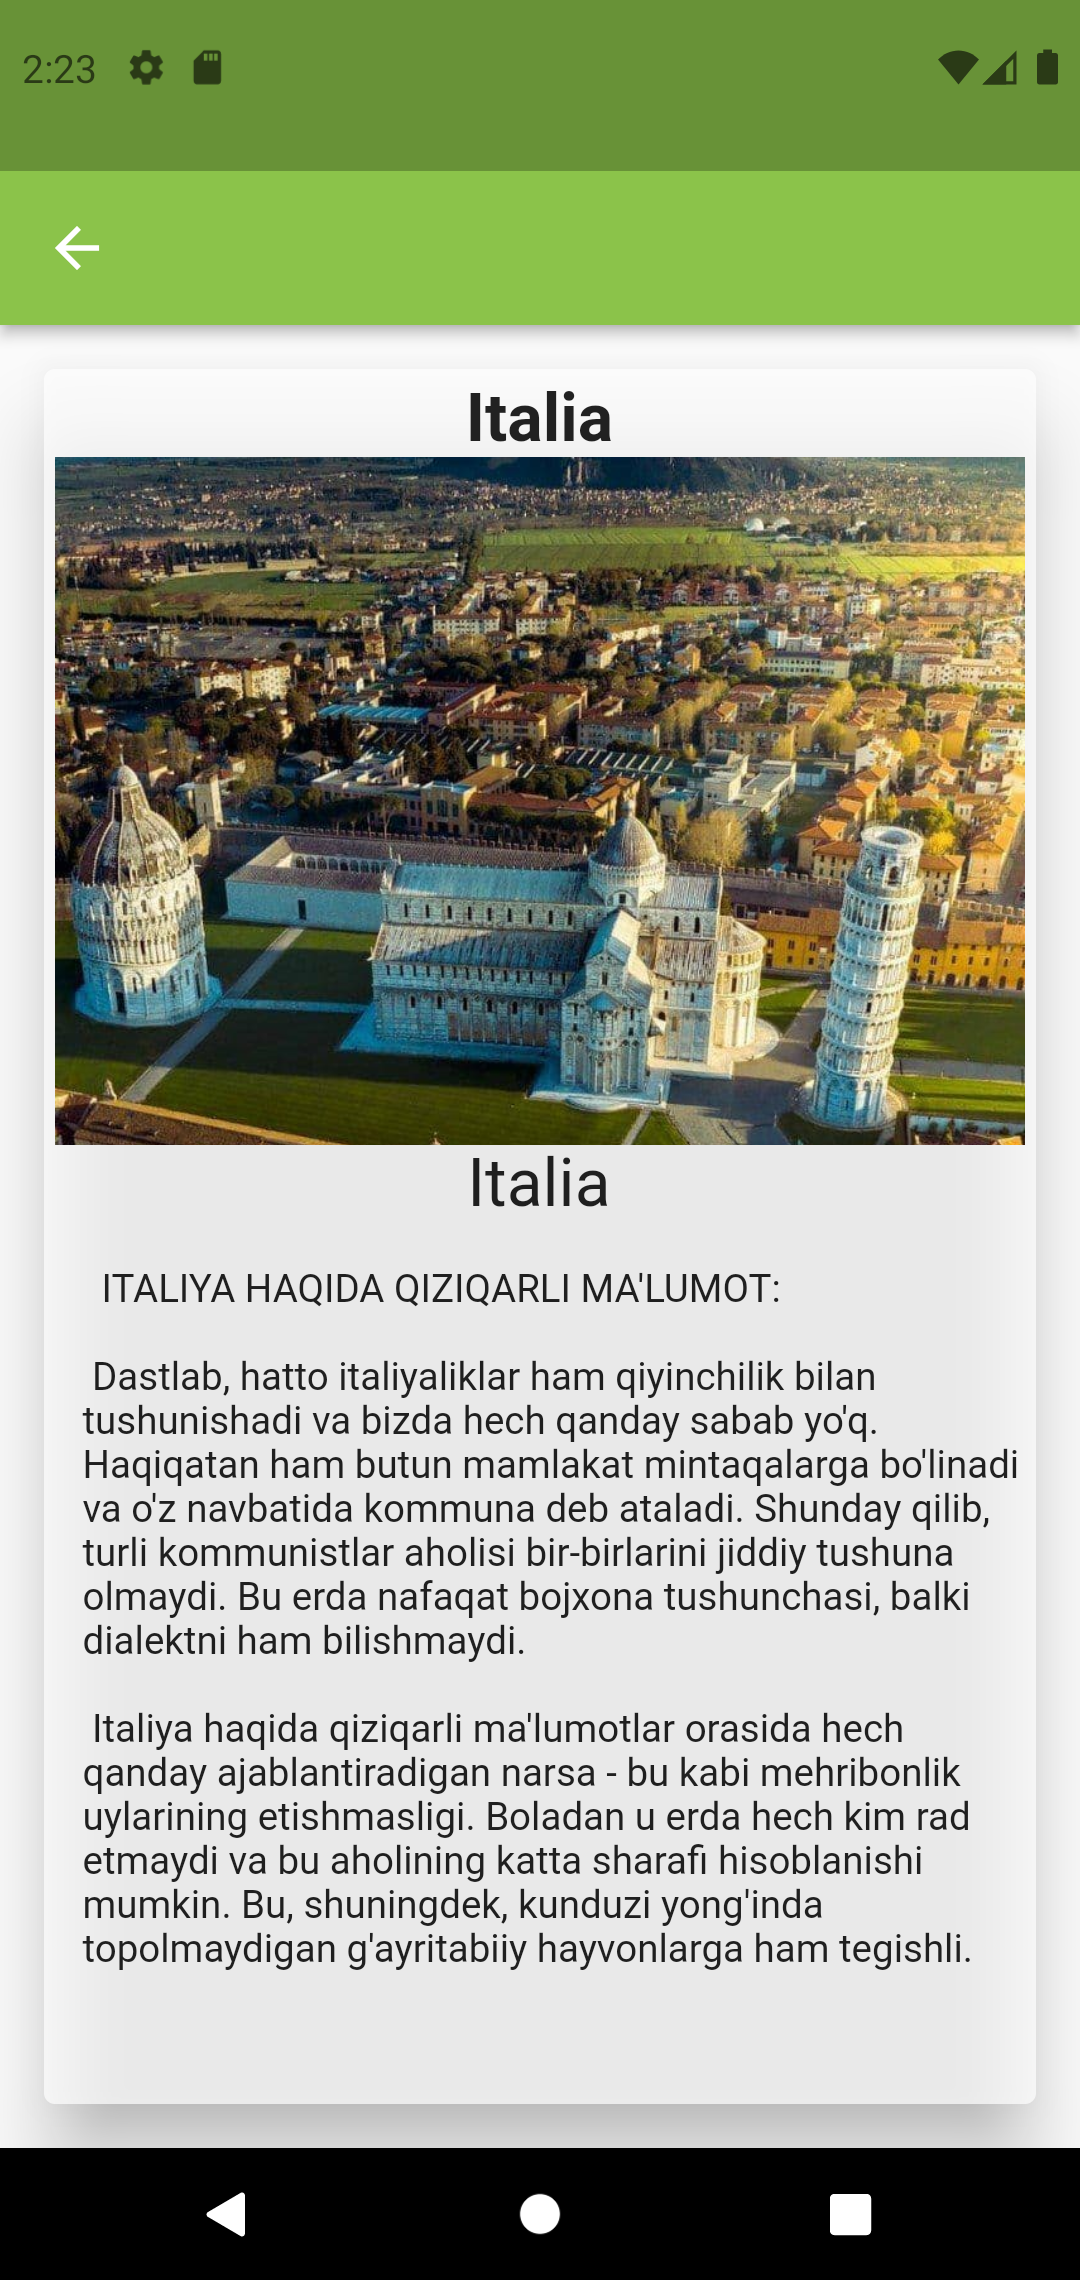 2:23
Italia
Italia
ITALIYA HAQIDA QIZIQARLI MA'LUMOT:
Dastlab, hatto italiyaliklar ham qiyinchilik bilan
tushunishadi va bizda hech qanday sabab yo'q.
Haqiqatan ham butun mamlakat mintaqalarga bo'linadi
va o'z navbatida kommuna deb ataladi. Shunday qilib,
turli kommunistlar aholisi bir-birlarini jiddiy tushuna
olmaydi. Bu erda nafaqat bojxona tushunchasi, balki
dialektni ham bilishmaydi.
Italiya haqida qiziqarli ma'lumotlar orasida hech
qanday ajablantiradigan narsa - bu kabi mehribonlik
uylarining etishmasligi. Boladan u erda hech kim rad
etmaydi va bu aholining katta sharafi hisoblanishi
mumkin. Bu, shuningdek, kunduzi yong'inda
topolmaydigan g'ayritabiiy hayvonlarga ham tegishli.